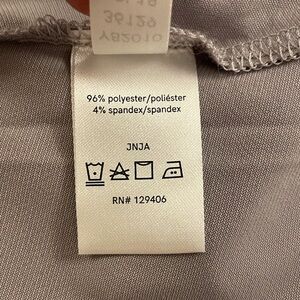 96% polyester/poliéster
4% spandex/spandex
JNJA
RN# 129406